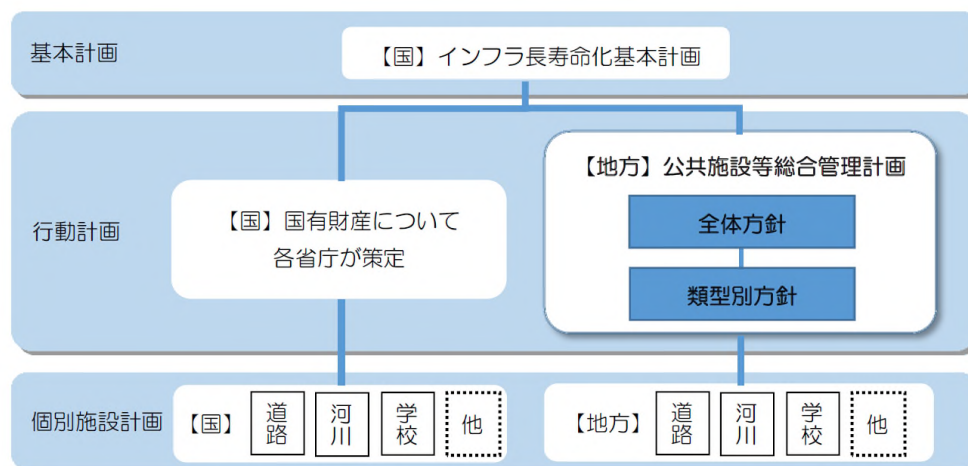 基本計画
【国】インフラ長寿命化基本計画
行動計画
【国】国有財産について
各省庁が策定
【地方】公共施設等総合管理計画
全体方針
類型別方針
個別施設計画
【国】
道路
河川
学校
他
【地方】
道路
河川
学校
他